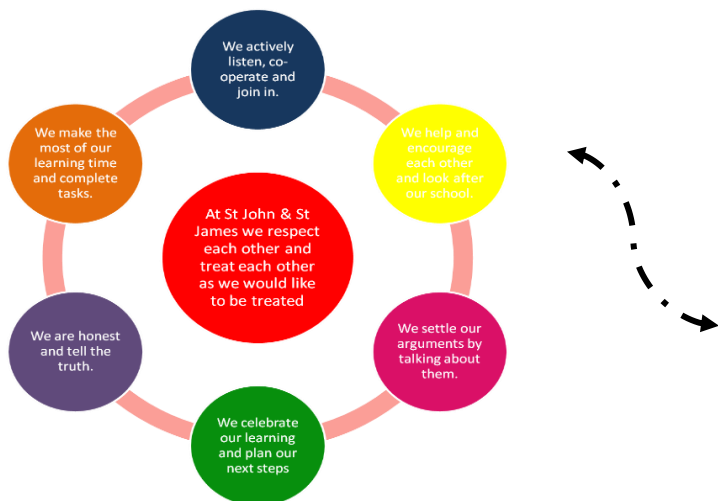 We actively
listen, co-
operate and
join in.
We help and
encourage
each other
and look after
our school.
We settle our
arguments by
talking about
them.
We celebrate
our learning
and plan our
next steps
We are honest
and tell the
truth.
We make the
most of our
learning time
and complete
tasks.
At St John & St
James we respect
each other and
treat each other
as we would like
to be treated